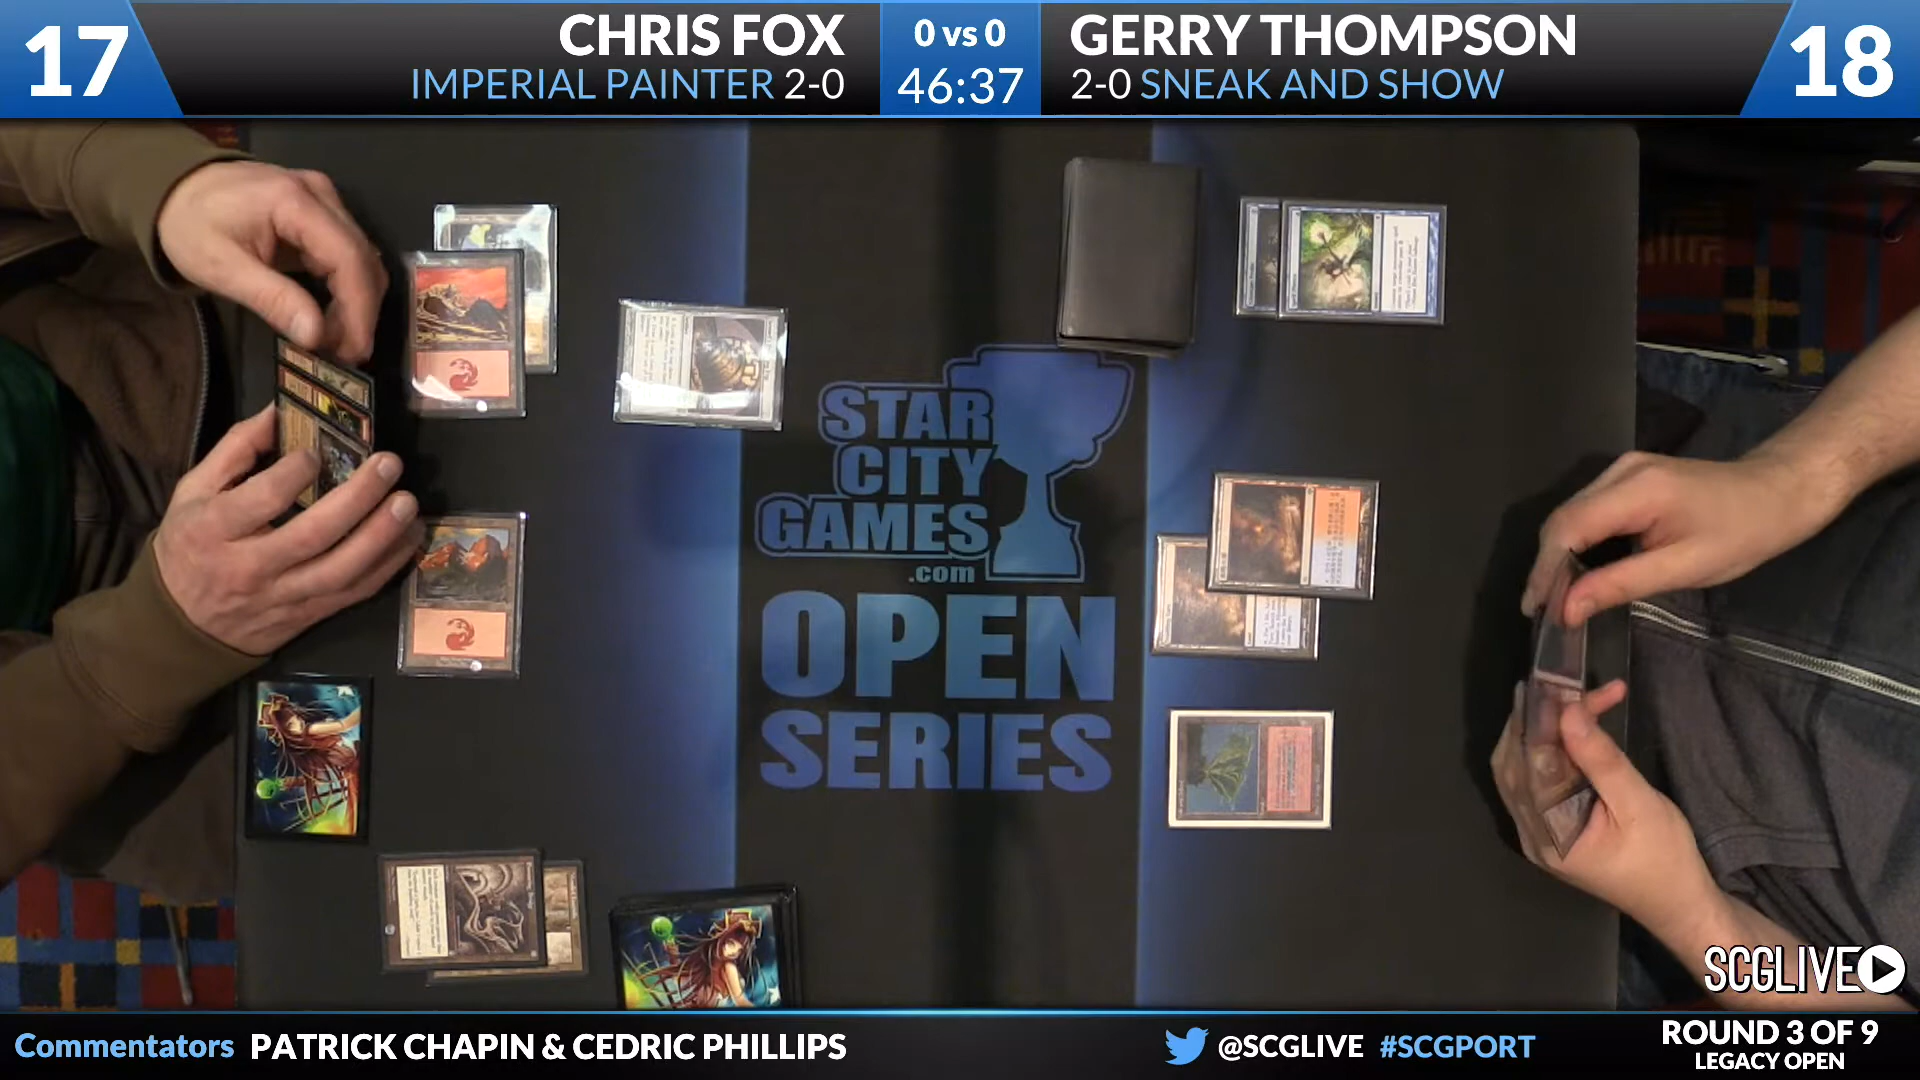 17
CHRIS FOX
IMPERIAL PAINTER 2-0
0 vs 0
46:37
GERRY THOMPSON
2-0 SNEAK AND SHOW
18
STAR
CITY
GAMES
.com
OPEN
SERIES
SCGLIVE
Commentators PATRICK CHAPIN & CEDRIC PHILLIPS
@SCGLIVE #SCGPORT
ROUND 3 OF 9
LEGACY OPEN